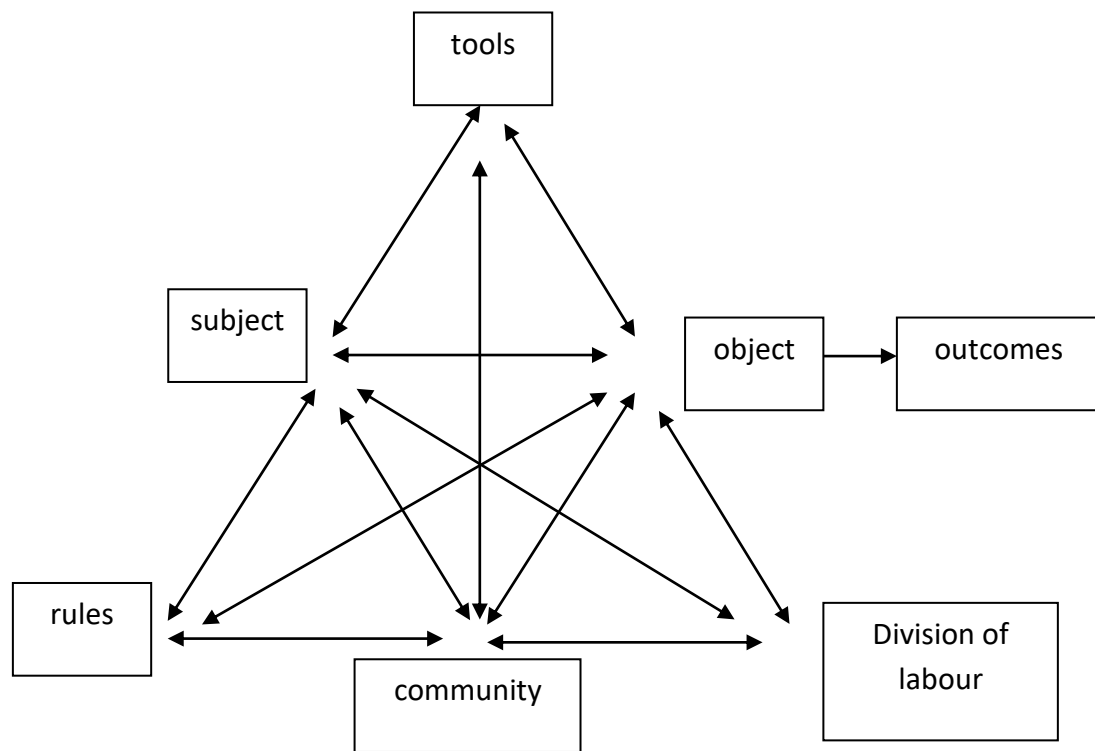 tools
subject
object
outcomes
rules
community
Division of
labour